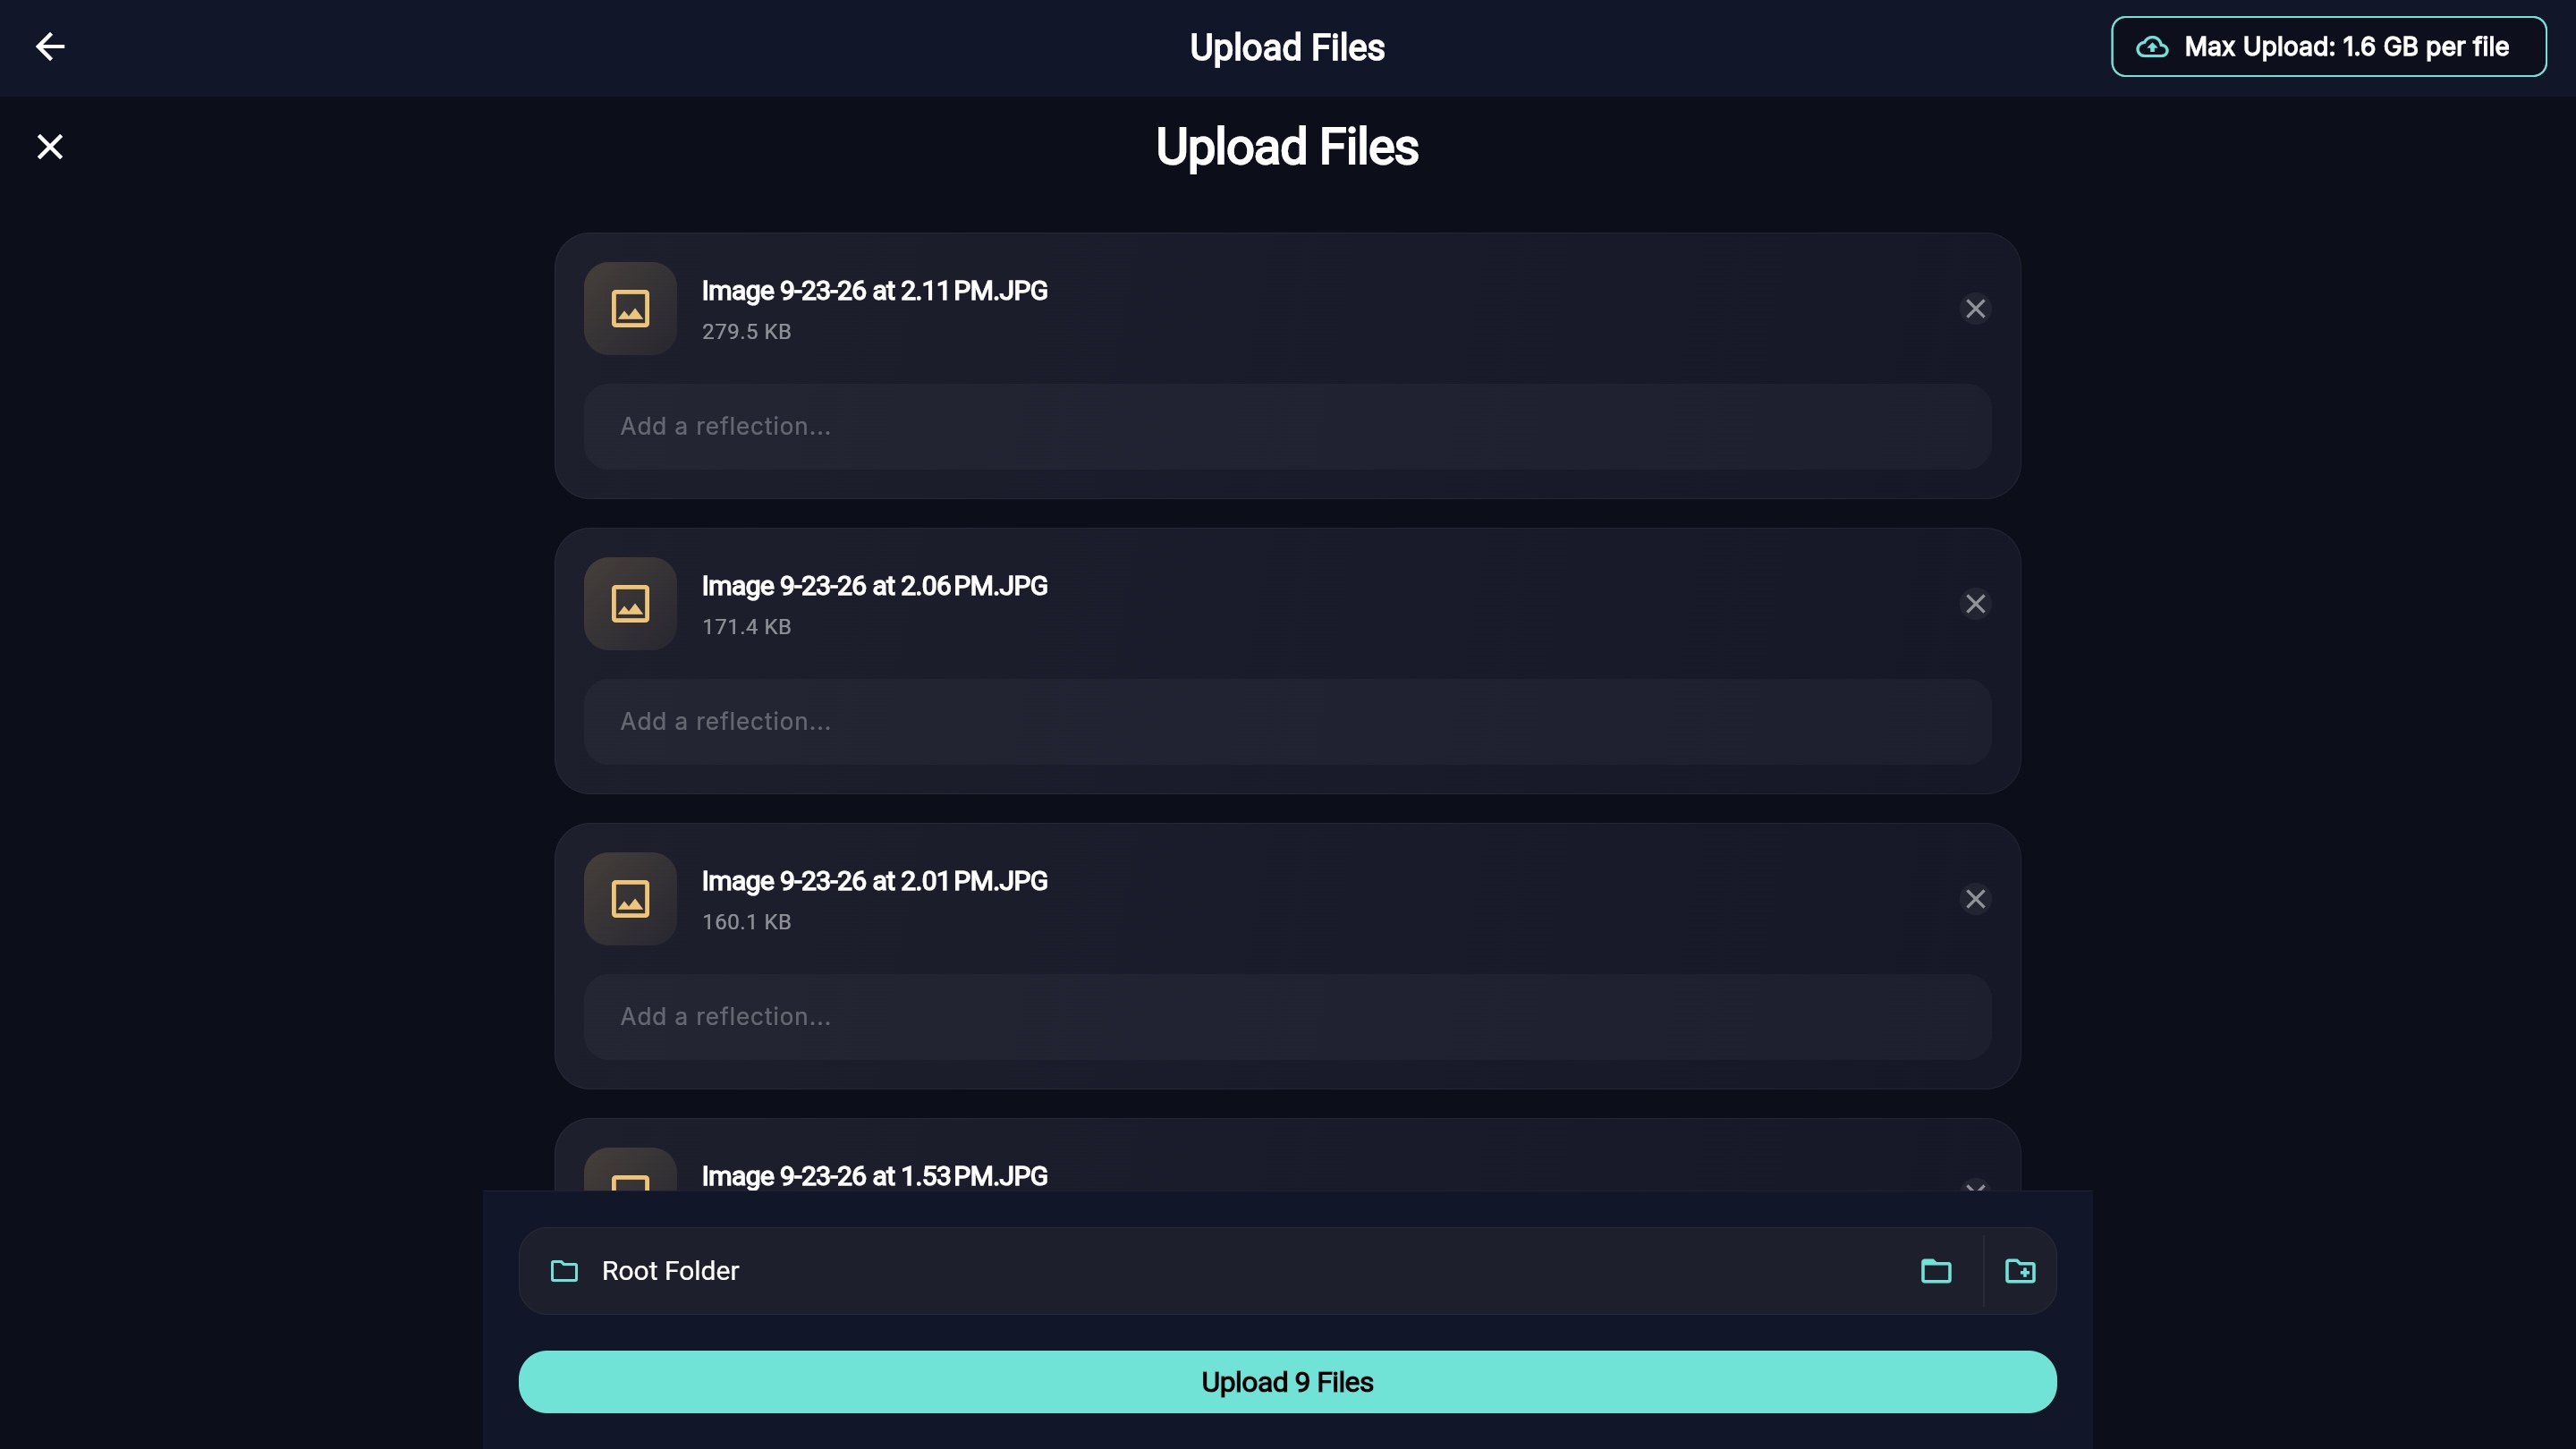 Upload Files
Max Upload: 1.6 GB per file
Upload Files
Image 9-23-26 at 2.11 PM.JPG
279.5 KB
Add a reflection...
Image 9-23-26 at 2.06 PM.JPG
171.4 KB
Add a reflection...
Image 9-23-26 at 2.01 PM.JPG
160.1 KB
Add a reflection...
Image 9-23-26 at 1.53 PM.JPG
Root Folder
Upload 9 Files